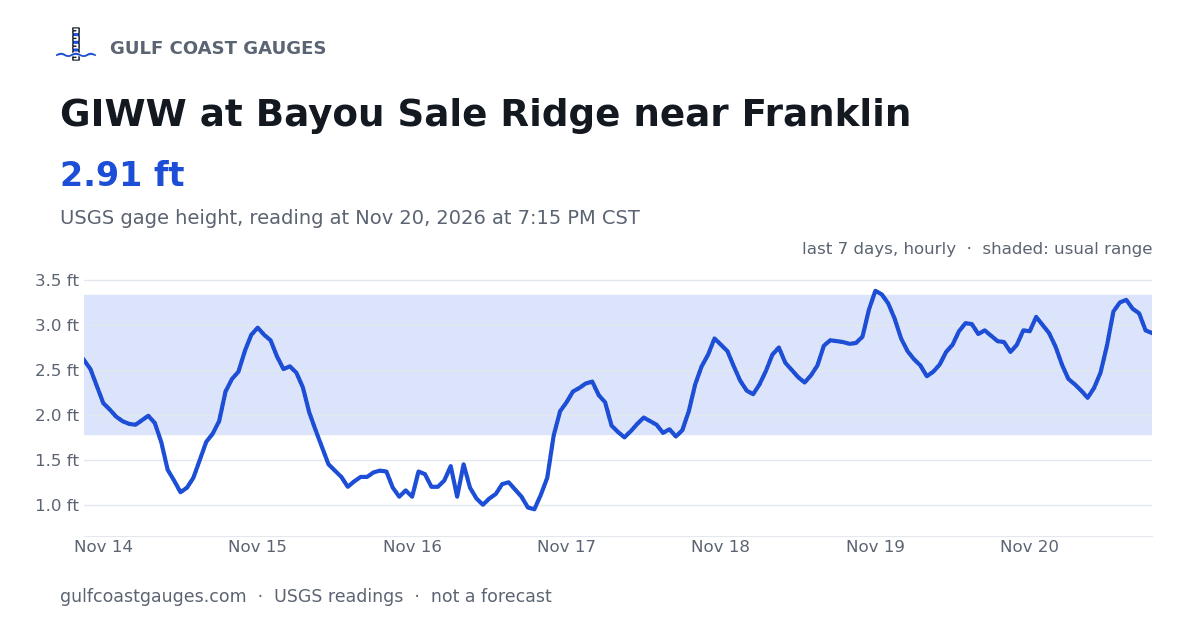 GULF COAST GAUGES
GIWW at Bayou Sale Ridge near Franklin
2.91 ft
USGS gage height, reading at Nov 20, 2026 at 7:15 PM CST
last 7 days, hourly · shaded: usual range
3.5 ft
3.0 ft
2.5 ft
2.0 ft
1.5 ft
1.0 ft
Nov 14 Nov 15 Nov 16 Nov 17 Nov 18 Nov 19 Nov 20
gulfcoastgauges.com · USGS readings · not a forecast